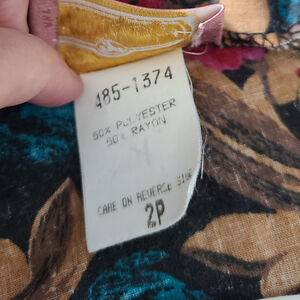 485-1374
50% POLYESTER
50% RAYON
CARE ON REVERSE SIDE
2P